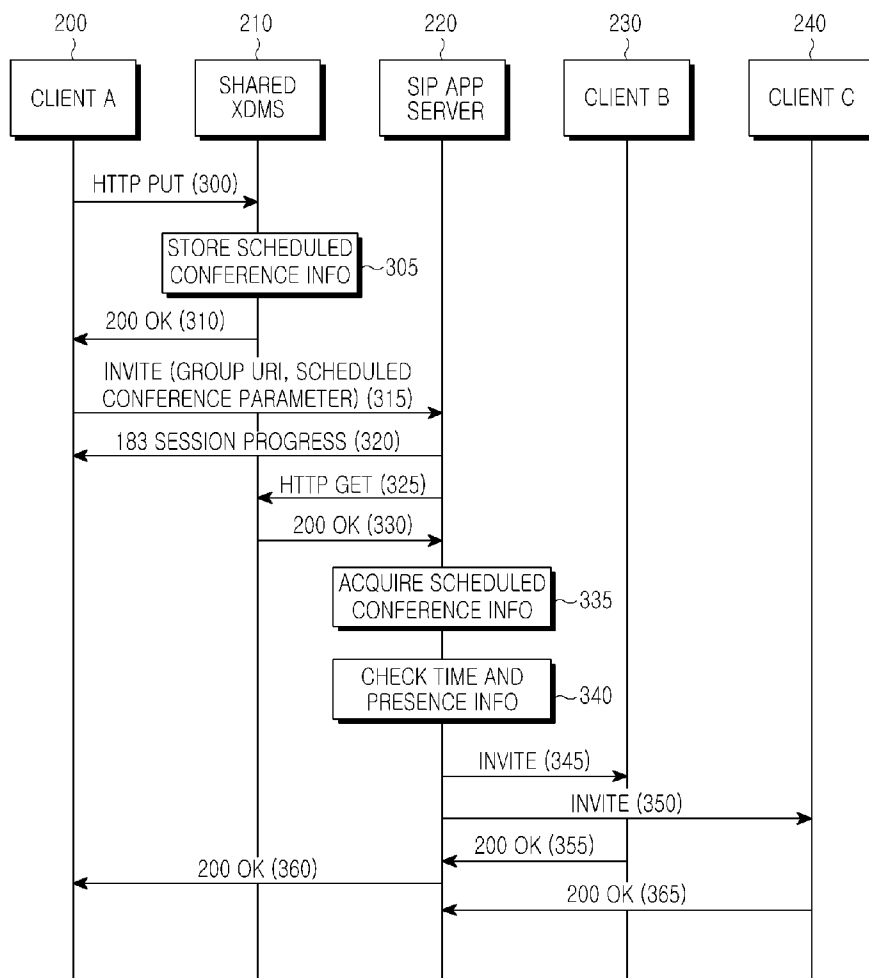 200
210
220
230
240
CLIENT A
SHARED
XDMS
SIP APP
SERVER
CLIENT B
CLIENT C
HTTP PUT (300)
STORE SCHEDULED
CONFERENCE INFO
305
200 OK (310)
INVITE (GROUP URI, SCHEDULED
CONFERENCE PARAMETER) (315)
183 SESSION PROGRESS (320)
HTTP GET (325)
200 OK (330)
ACQUIRE SCHEDULED
CONFERENCE INFO
335
CHECK TIME AND
PRESENCE INFO
340
INVITE (345)
INVITE (350)
200 OK (355)
200 OK (360)
200 OK (365)